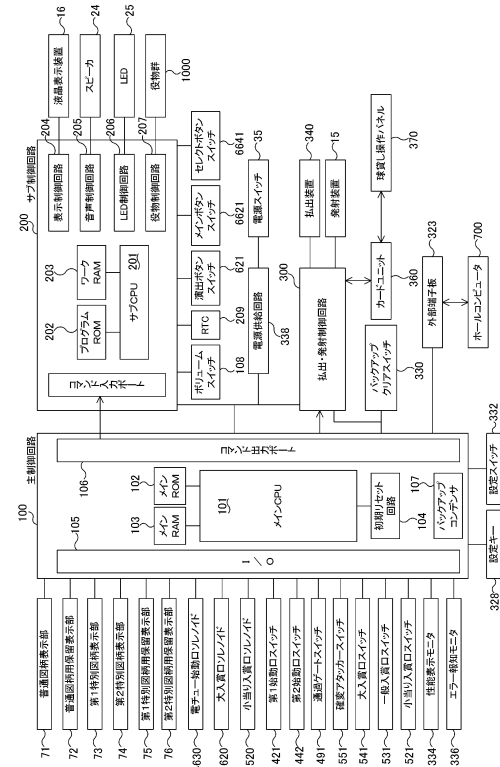 主制御回路
100
105
I／O
106
コマンド出力ポート
103
メイン
RAM
102
メイン
ROM
101
メインCPU
初期リセット
回路
104
107
バックアップ
コンデンサ
328
設定キー
設定スイッチ
332
71
普通図柄表示部
72
普通図柄用保留表示部
73
第1特別図柄表示部
74
第2特別図柄表示部
75
第1特別図柄用保留表示部
76
第2特別図柄用保留表示部
630
電チュー始動口ソレノイド
620
大入賞口ソレノイド
520
小当り入賞口ソレノイド
421
第1始動口スイッチ
442
第2始動口スイッチ
491
通過ゲートスイッチ
551
確変アタッカースイッチ
541
大入賞口スイッチ
531
一般入賞口スイッチ
521
小当り入賞口スイッチ
334
性能表示モニタ
336
エラー報知モニタ
サブ制御回路
200
コマンド入力ポート
202
プログラム
ROM
203
ワーク
RAM
サブCPU
201
204
表示制御回路
205
音声制御回路
206
LED制御回路
207
役物制御回路
16
液晶表示装置
24
スピーカ
25
LED
役物群
1000
ボリュームスイッチ
108
RTC
209
演出ボタン
スイッチ
621
メインボタン
スイッチ
6621
セレクトボタン
スイッチ
6641
電源供給回路
338
電源スイッチ
35
300
払出・発射制御回路
払出装置
340
発射装置
15
バックアップ
クリアスイッチ
330
カードユニット
360
球貸し操作パネル
370
外部端子板
323
ホールコンピュータ
700